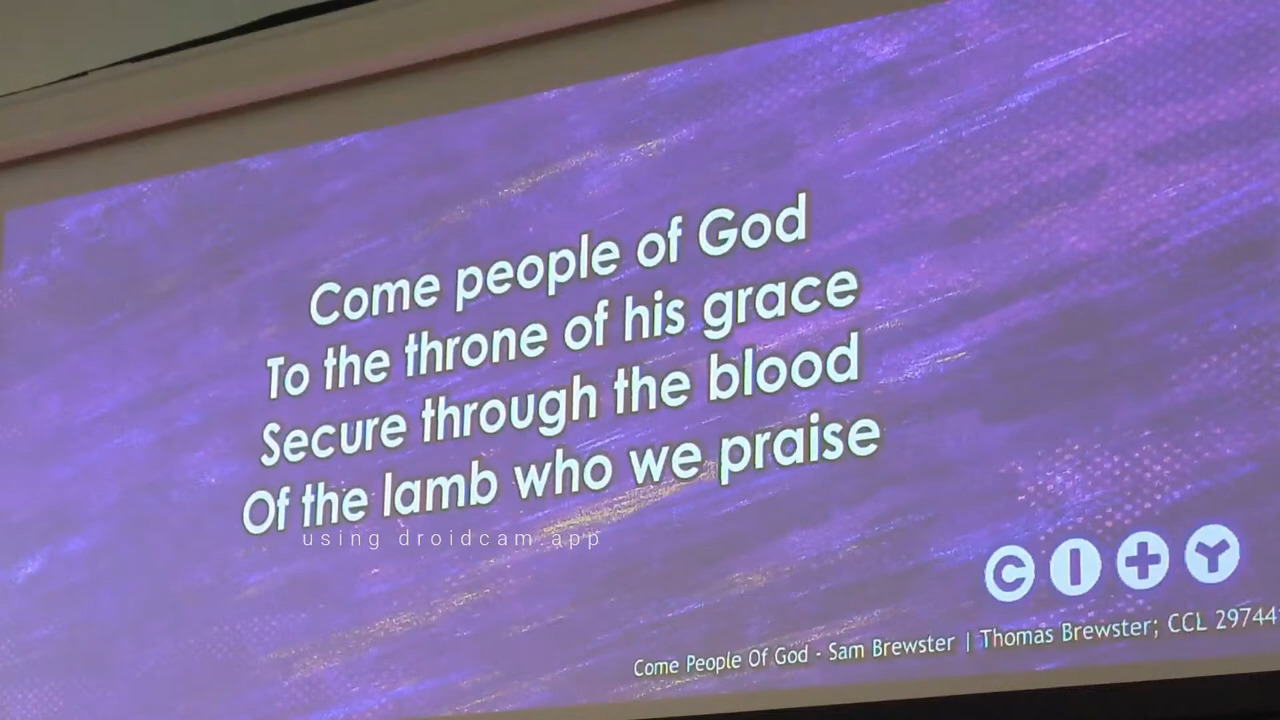 Come people of God
To the throne of his grace
Secure through the blood
Of the lamb who we praise
using droidcam.app
CITY
Come People Of God - Sam Brewster | Thomas Brewster; CCL 29744